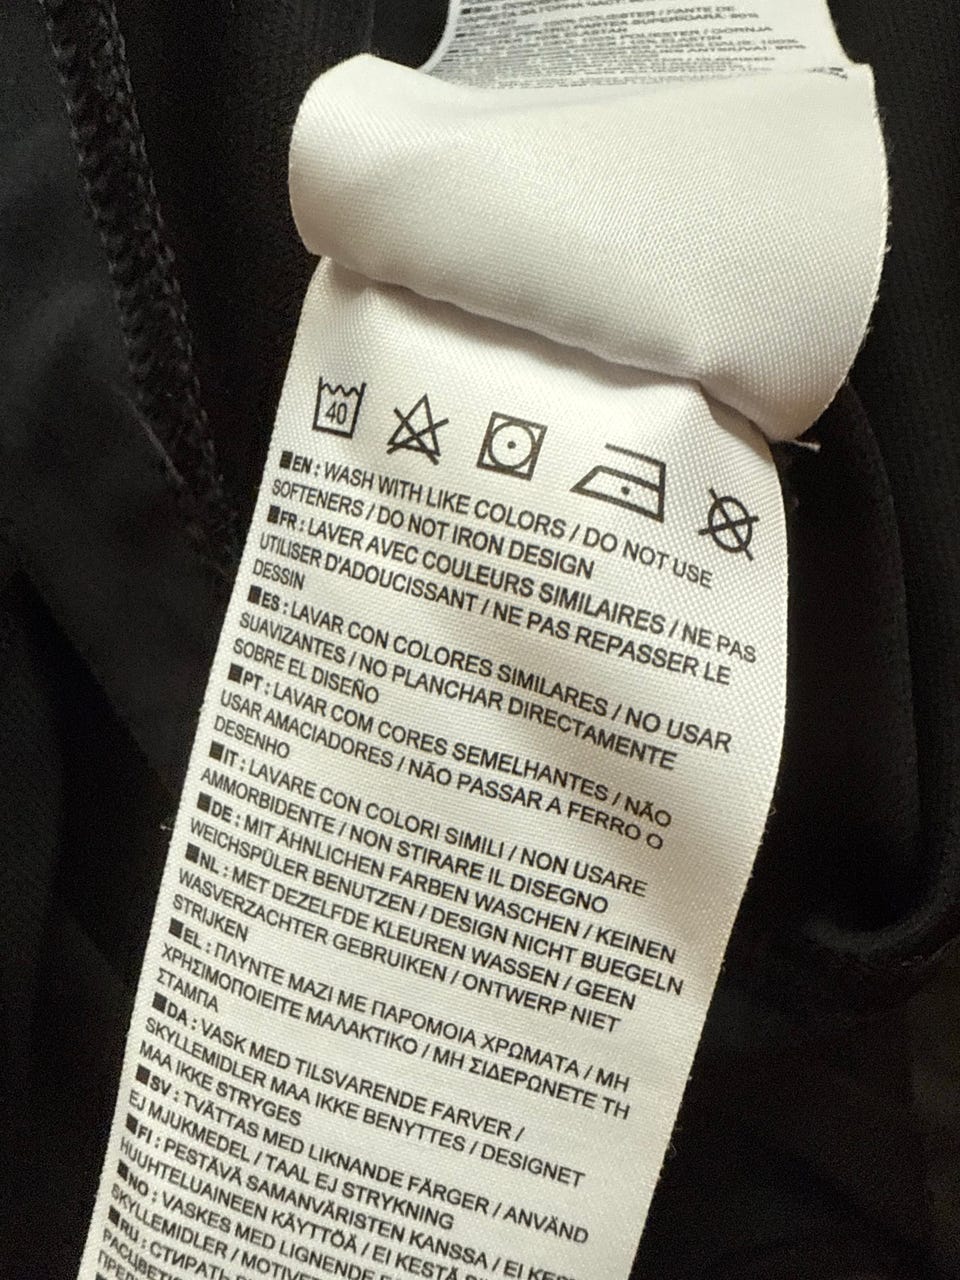 100% POLYESTER / FANTE DE
40
■EN : WASH WITH LIKE COLORS / DO NOT USE
SOFTENERS / DO NOT IRON DESIGN
■FR : LAVER AVEC COULEURS SIMILAIRES / NE PAS
UTILISER D'ADOUCISSANT / NE PAS REPASSER LE
DESSIN
■ES : LAVAR CON COLORES SIMILARES / NO USAR
SUAVIZANTES / NO PLANCHAR DIRECTAMENTE
SOBRE EL DISEÑO
■PT : LAVAR COM CORES SEMELHANTES / NÃO
USAR AMACIADORES / NÃO PASSAR A FERRO O
DESENHO
■IT : LAVARE CON COLORI SIMILI / NON USARE
AMMORBIDENTE / NON STIRARE IL DISEGNO
■DE : MIT ÄHNLICHEN FARBEN WASCHEN / KEINEN
WEICHSPÜLER BENUTZEN / DESIGN NICHT BUEGELN
■NL : MET DEZELFDE KLEUREN WASSEN / GEEN
WASVERZACHTER GEBRUIKEN / ONTWERP NIET
STRIJKEN
■EL : ΠΛΥΝΤΕ ΜΑΖΙ ΜΕ ΠΑΡΟΜΟΙΑ ΧΡΩΜΑΤΑ / ΜΗ
ΧΡΗΣΙΜΟΠΟΙΕΙΤΕ ΜΑΛΑΚΤΙΚΟ / ΜΗ ΣΙΔΕΡΩΝΕΤΕ ΤΗ
ΣΤΑΜΠΑ
■DA : VASK MED TILSVARENDE FARVER /
SKYLLEMIDLER MAA IKKE BENYTTES / DESIGNET
MAA IKKE STRYGES
■SV : TVÄTTAS MED LIKNANDE FÄRGER / ANVÄND
EJ MJUKMEDEL / TAAL EJ STRYKNING
■FI : PESTÄVÄ SAMANVÄRISTEN KANSSA / EI KESTÄ
HUUHTELUAINEEN KÄYTTÖÄ / EI KESTÄ
■NO : VASKES MED LIGNENDE
SKYLLEMIDLER /
■RU : СТИРАТЬ